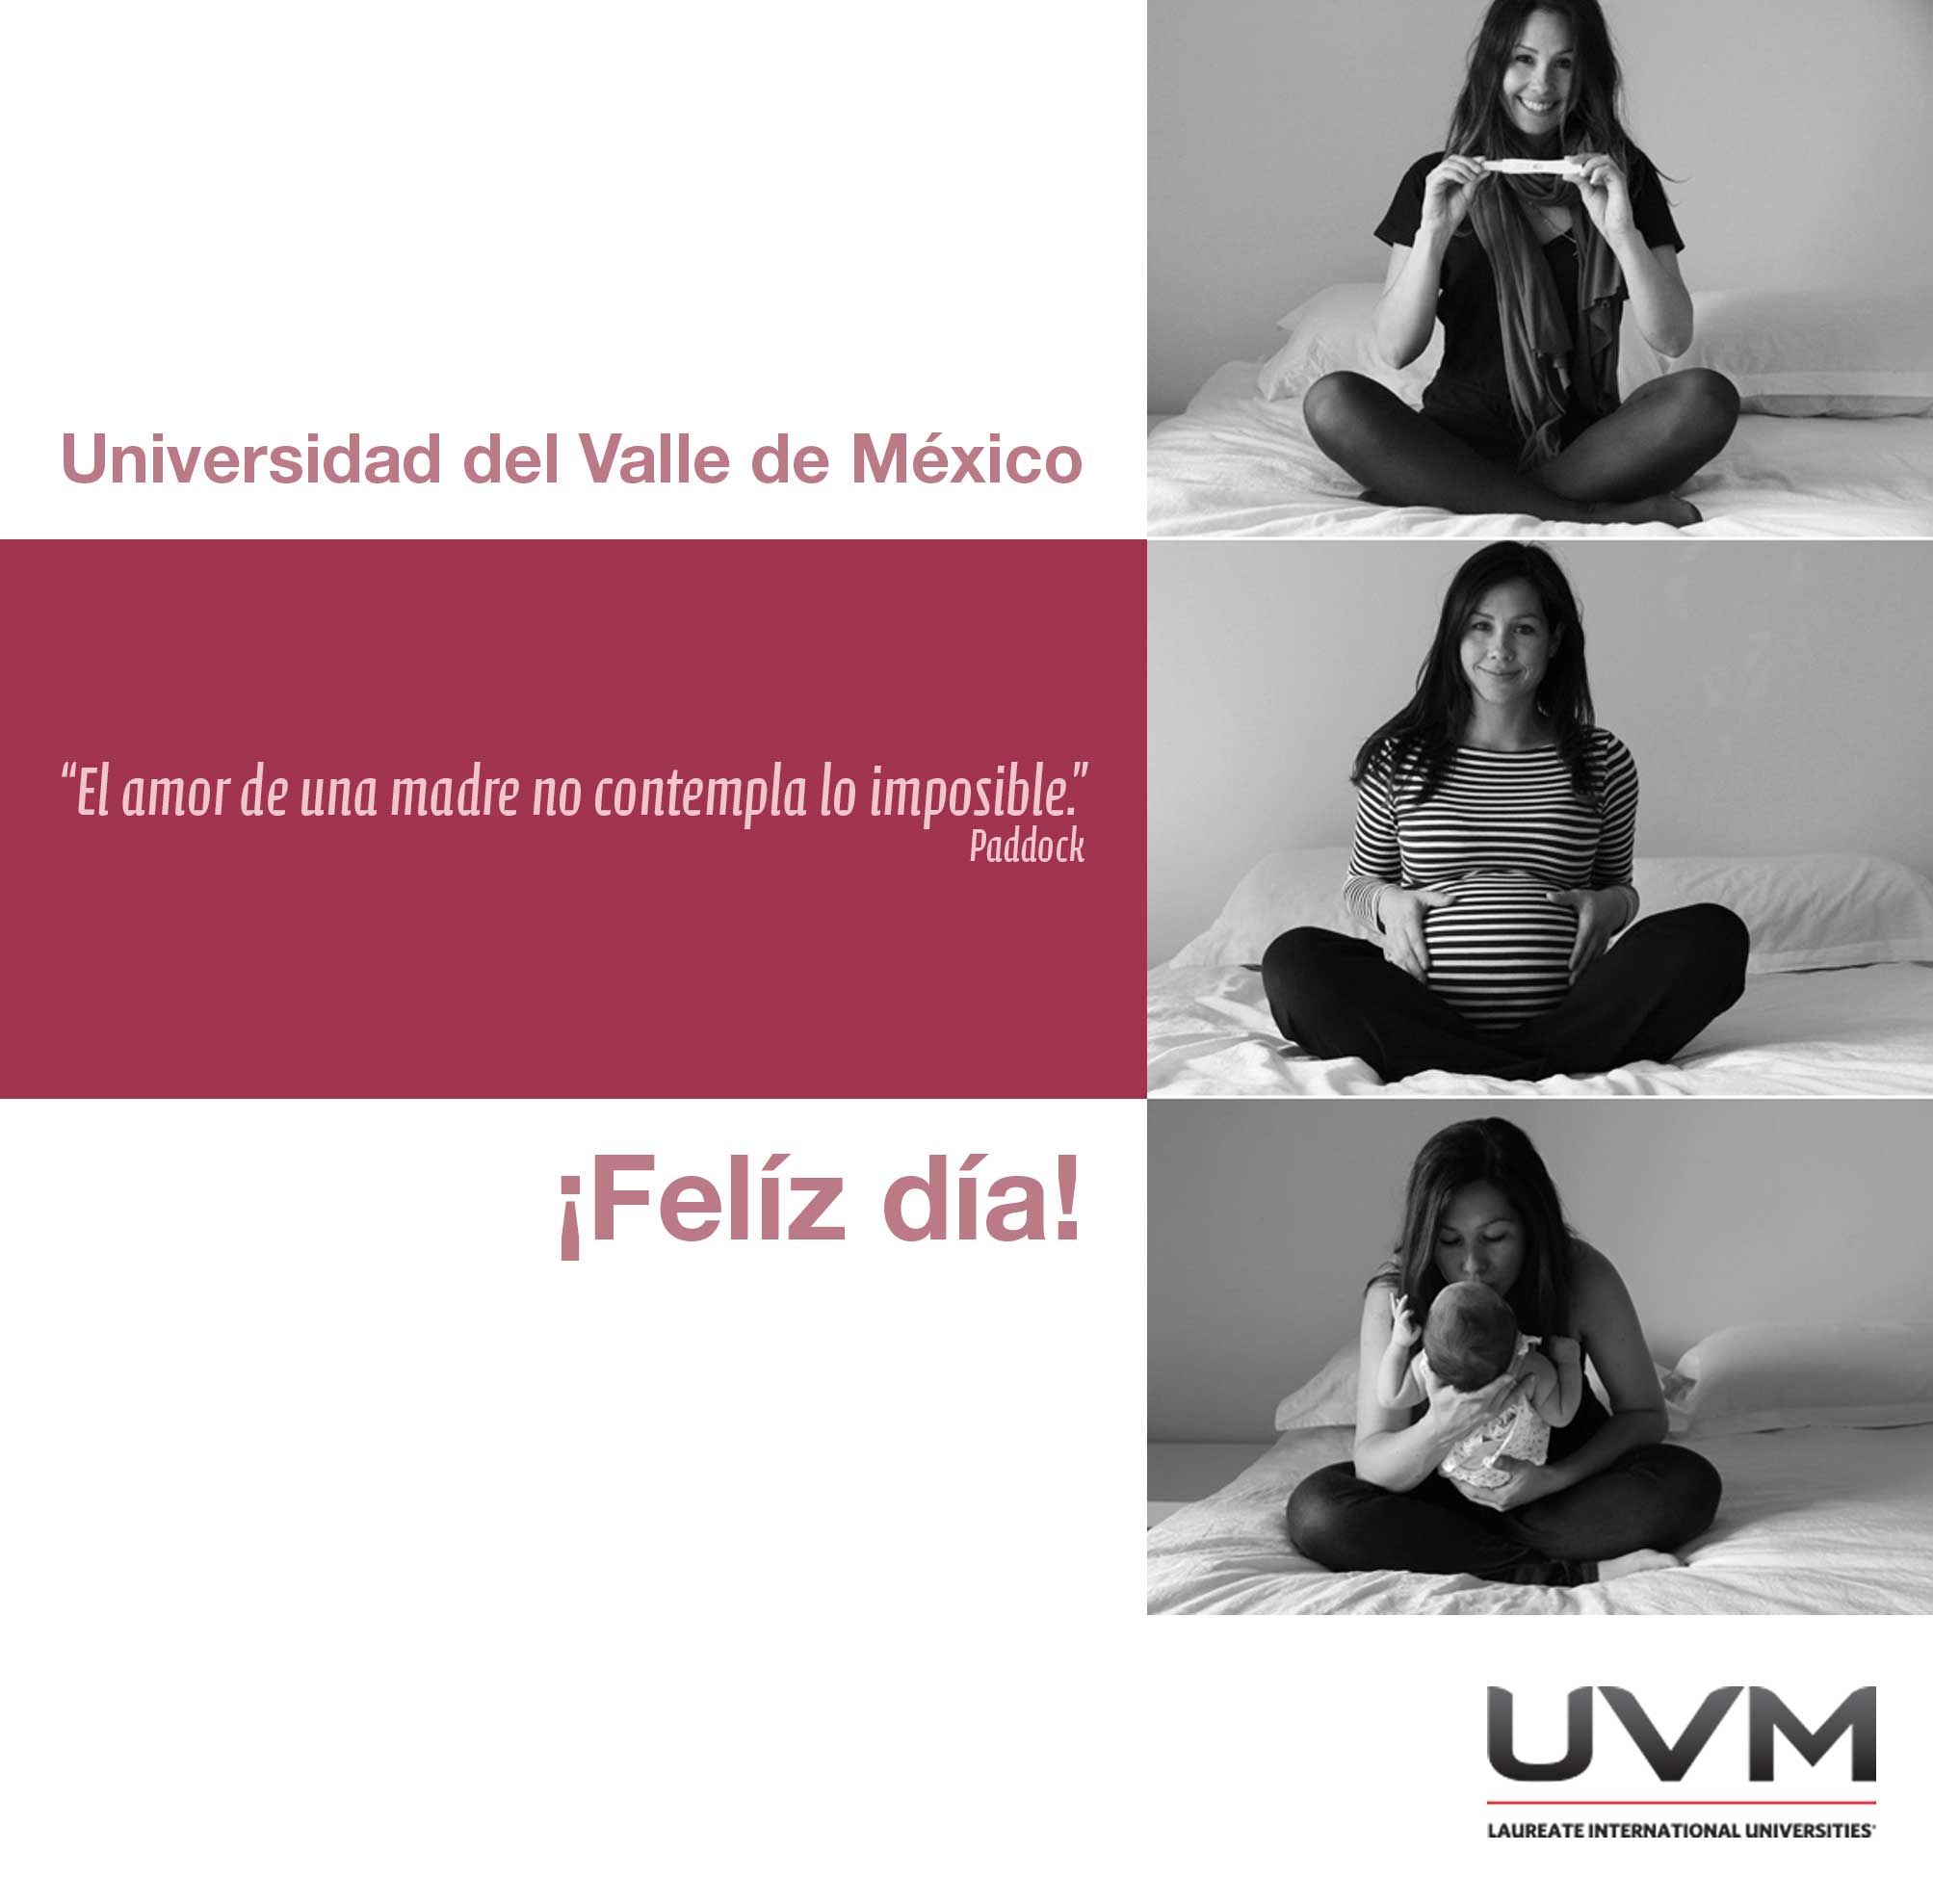 Universidad del Valle de México
“El amor de una madre no contempla lo imposible.”
Paddock
¡Felíz día!
UVM
LAUREATE INTERNATIONAL UNIVERSITIES®